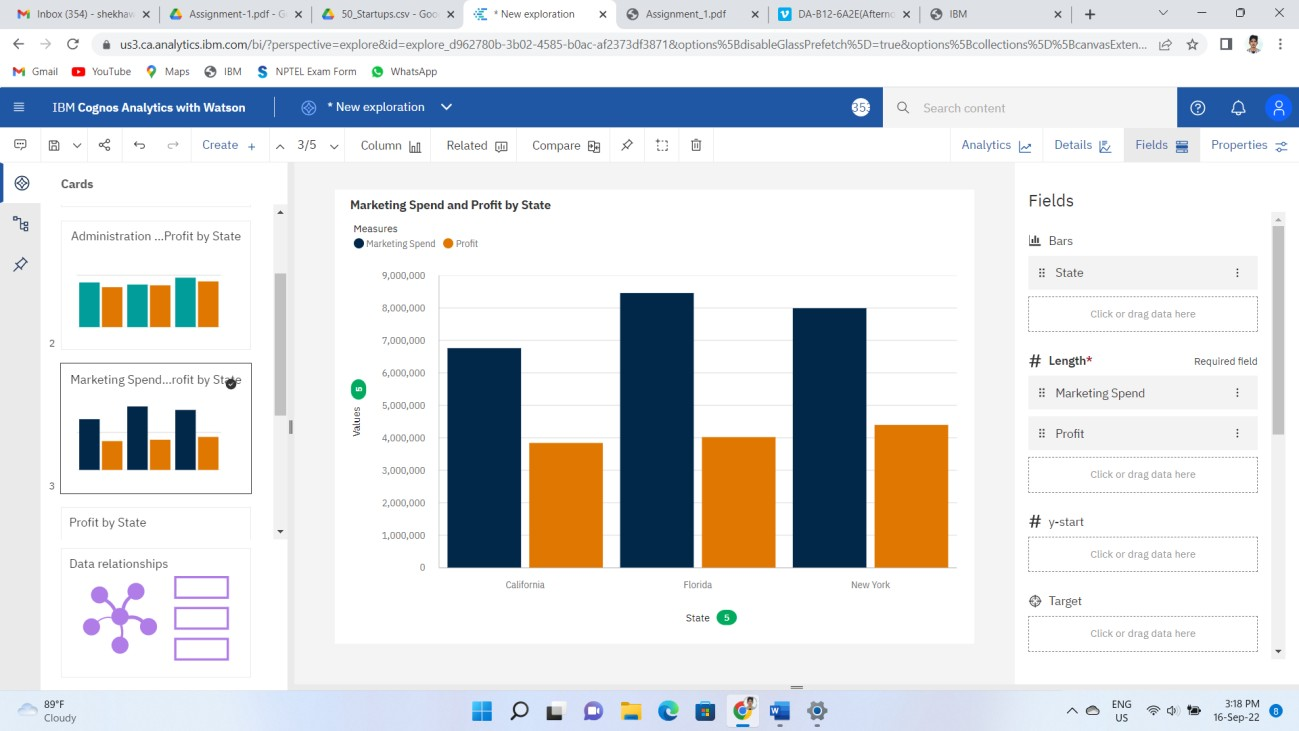 Inbox (354) - shekhaw
Assignment-1.pdf - G
50_Startups.csv - Goo
* New exploration
Assignment_1.pdf
DA-B12-6A2E(Afterno
IBM
us3.ca.analytics.ibm.com/bi/?perspective=explore&id=explore_d962780b-3b02-4585-b0ac-af2373df3871&options%5BdisableGlassPrefetch%5D=true&options%5Bcollections%5D%5BcanvasExten...
Gmail YouTube Maps IBM NPTEL Exam Form WhatsApp
IBM Cognos Analytics with Watson
* New exploration
353
Search content
Create + 3/5 Column Related Compare Analytics Details Fields Properties
Cards
Administration ...Profit by State
2
Marketing Spend...rofit by State
3
Profit by State
Data relationships
Marketing Spend and Profit by State
Measures
Marketing Spend Profit
9,000,000
8,000,000
7,000,000
6,000,000
5,000,000
4,000,000
3,000,000
2,000,000
1,000,000
0
Values 5
California Florida New York
State 5
Fields
Bars
State
Click or drag data here
# Length* Required field
Marketing Spend
Profit
Click or drag data here
# y-start
Click or drag data here
Target
Click or drag data here
89°F
Cloudy
ENG
US
3:18 PM
16-Sep-22
8